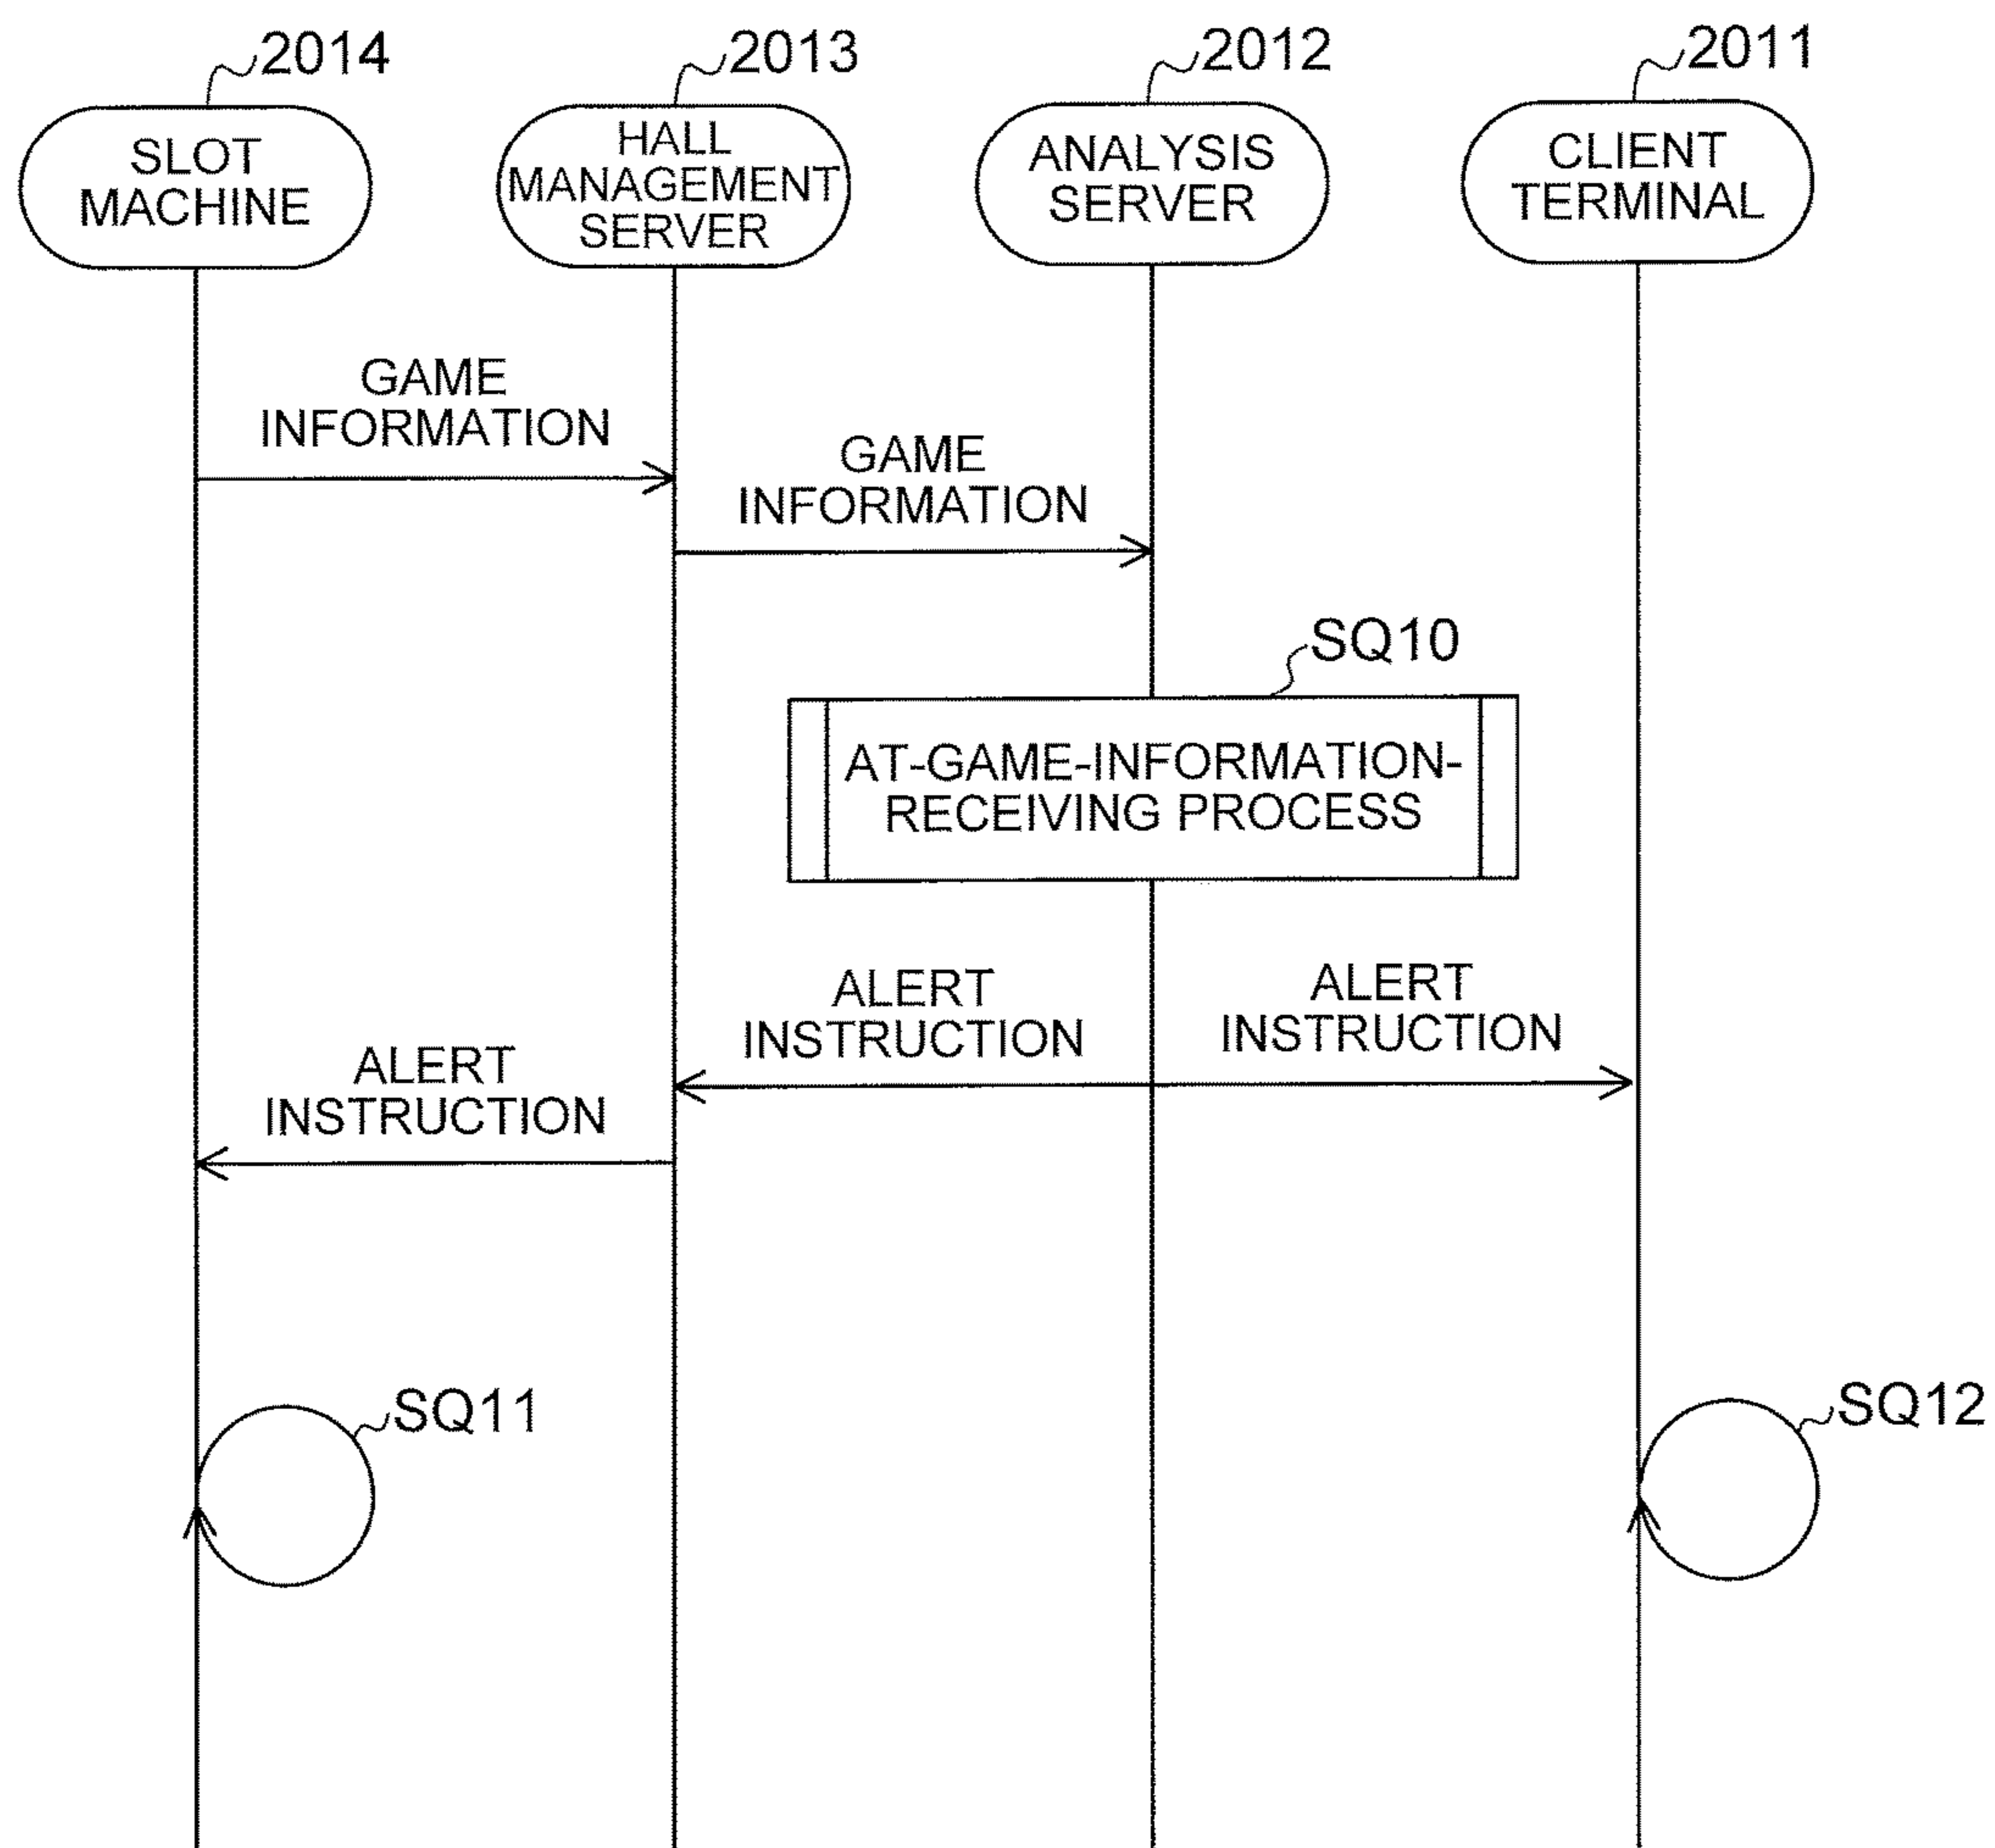 2014
2013
2012
2011
SLOT
MACHINE
HALL
MANAGEMENT
SERVER
ANALYSIS
SERVER
CLIENT
TERMINAL
GAME
INFORMATION
GAME
INFORMATION
SQ10
AT-GAME-INFORMATION-
RECEIVING PROCESS
ALERT
INSTRUCTION
ALERT
INSTRUCTION
ALERT
INSTRUCTION
SQ11
SQ12